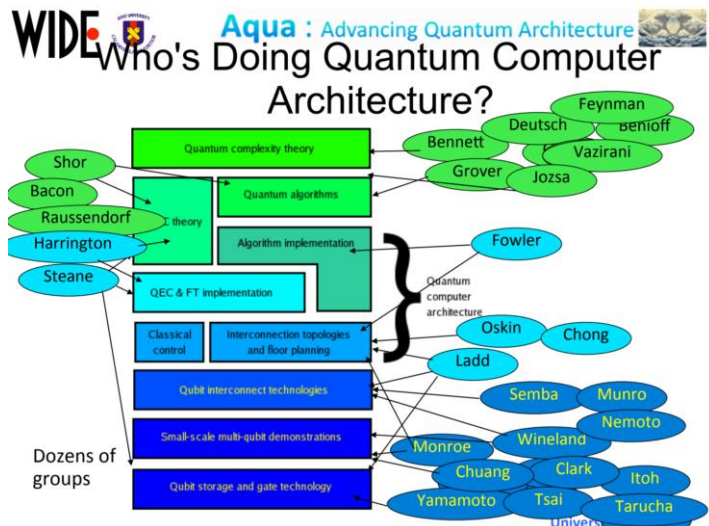 WIDE
Aqua : Advancing Quantum Architecture
Who's Doing Quantum Computer
Architecture?
Feynman
Deutsch
Benioff
Bennett
Vazirani
Grover
Jozsa
Quantum complexity theory
Shor
Bacon
Raussendorf
Harrington
Steane
Quantum algorithms
theory
Algorithm implementation
Fowler
QEC & FT implementation
Quantum
computer
architecture
Classical
control
Interconnection topologies
and floor planning
Oskin
Chong
Ladd
Qubit interconnect technologies
Semba
Munro
Nemoto
Small-scale multi-qubit demonstrations
Monroe
Wineland
Dozens of
groups
Chuang
Clark
Itoh
Qubit storage and gate technology
Yamamoto
Tsai
Tarucha